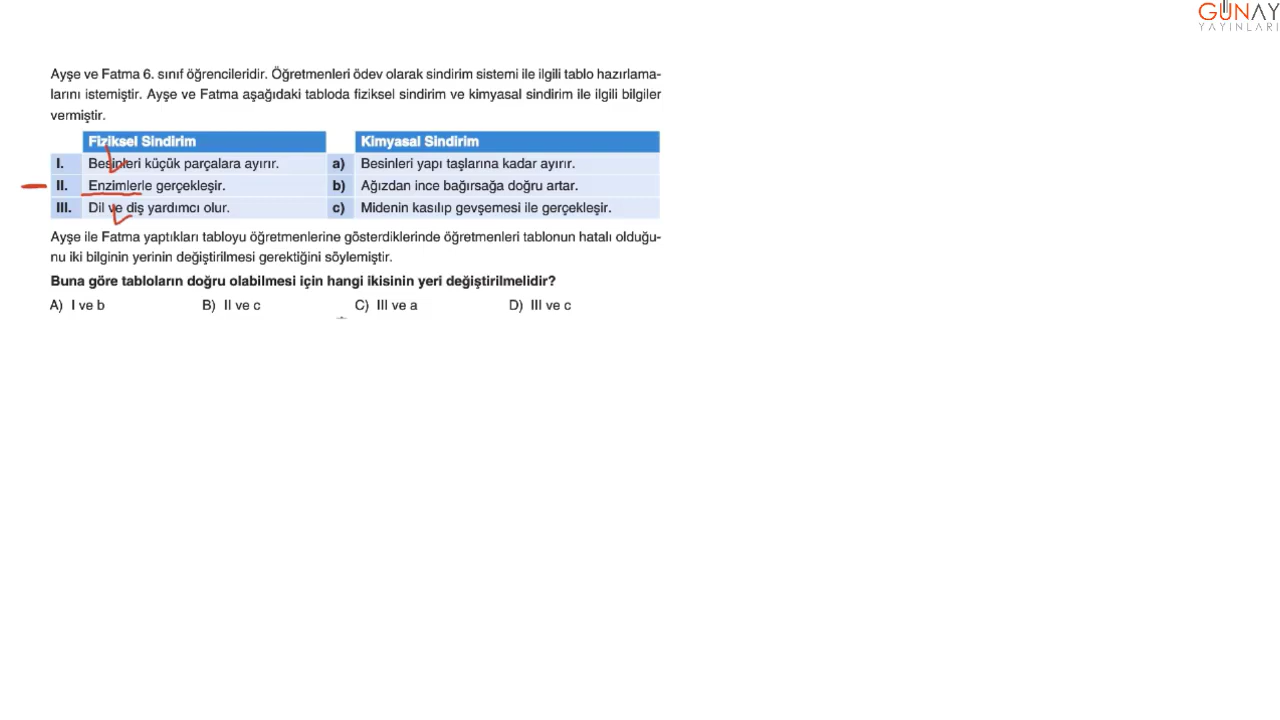 GÜNAY
YAYINLARI
Ayşe ve Fatma 6. sınıf öğrencileridir. Öğretmenleri ödev olarak sindirim sistemi ile ilgili tablo hazırlama-
larını istemiştir. Ayşe ve Fatma aşağıdaki tabloda fiziksel sindirim ve kimyasal sindirim ile ilgili bilgiler
vermiştir.
Fiziksel Sindirim Kimyasal Sindirim
I. Besinleri küçük parçalara ayırır. a) Besinleri yapı taşlarına kadar ayırır.
II. Enzimlerle gerçekleşir. b) Ağızdan ince bağırsağa doğru artar.
III. Dil ve diş yardımcı olur. c) Midenin kasılıp gevşemesi ile gerçekleşir.
Ayşe ile Fatma yaptıkları tabloyu öğretmenlerine gösterdiklerinde öğretmenleri tablonun hatalı olduğu-
nu iki bilginin yerinin değiştirilmesi gerektiğini söylemiştir.
Buna göre tabloların doğru olabilmesi için hangi ikisinin yeri değiştirilmelidir?
A) I ve b B) II ve c C) III ve a D) III ve c